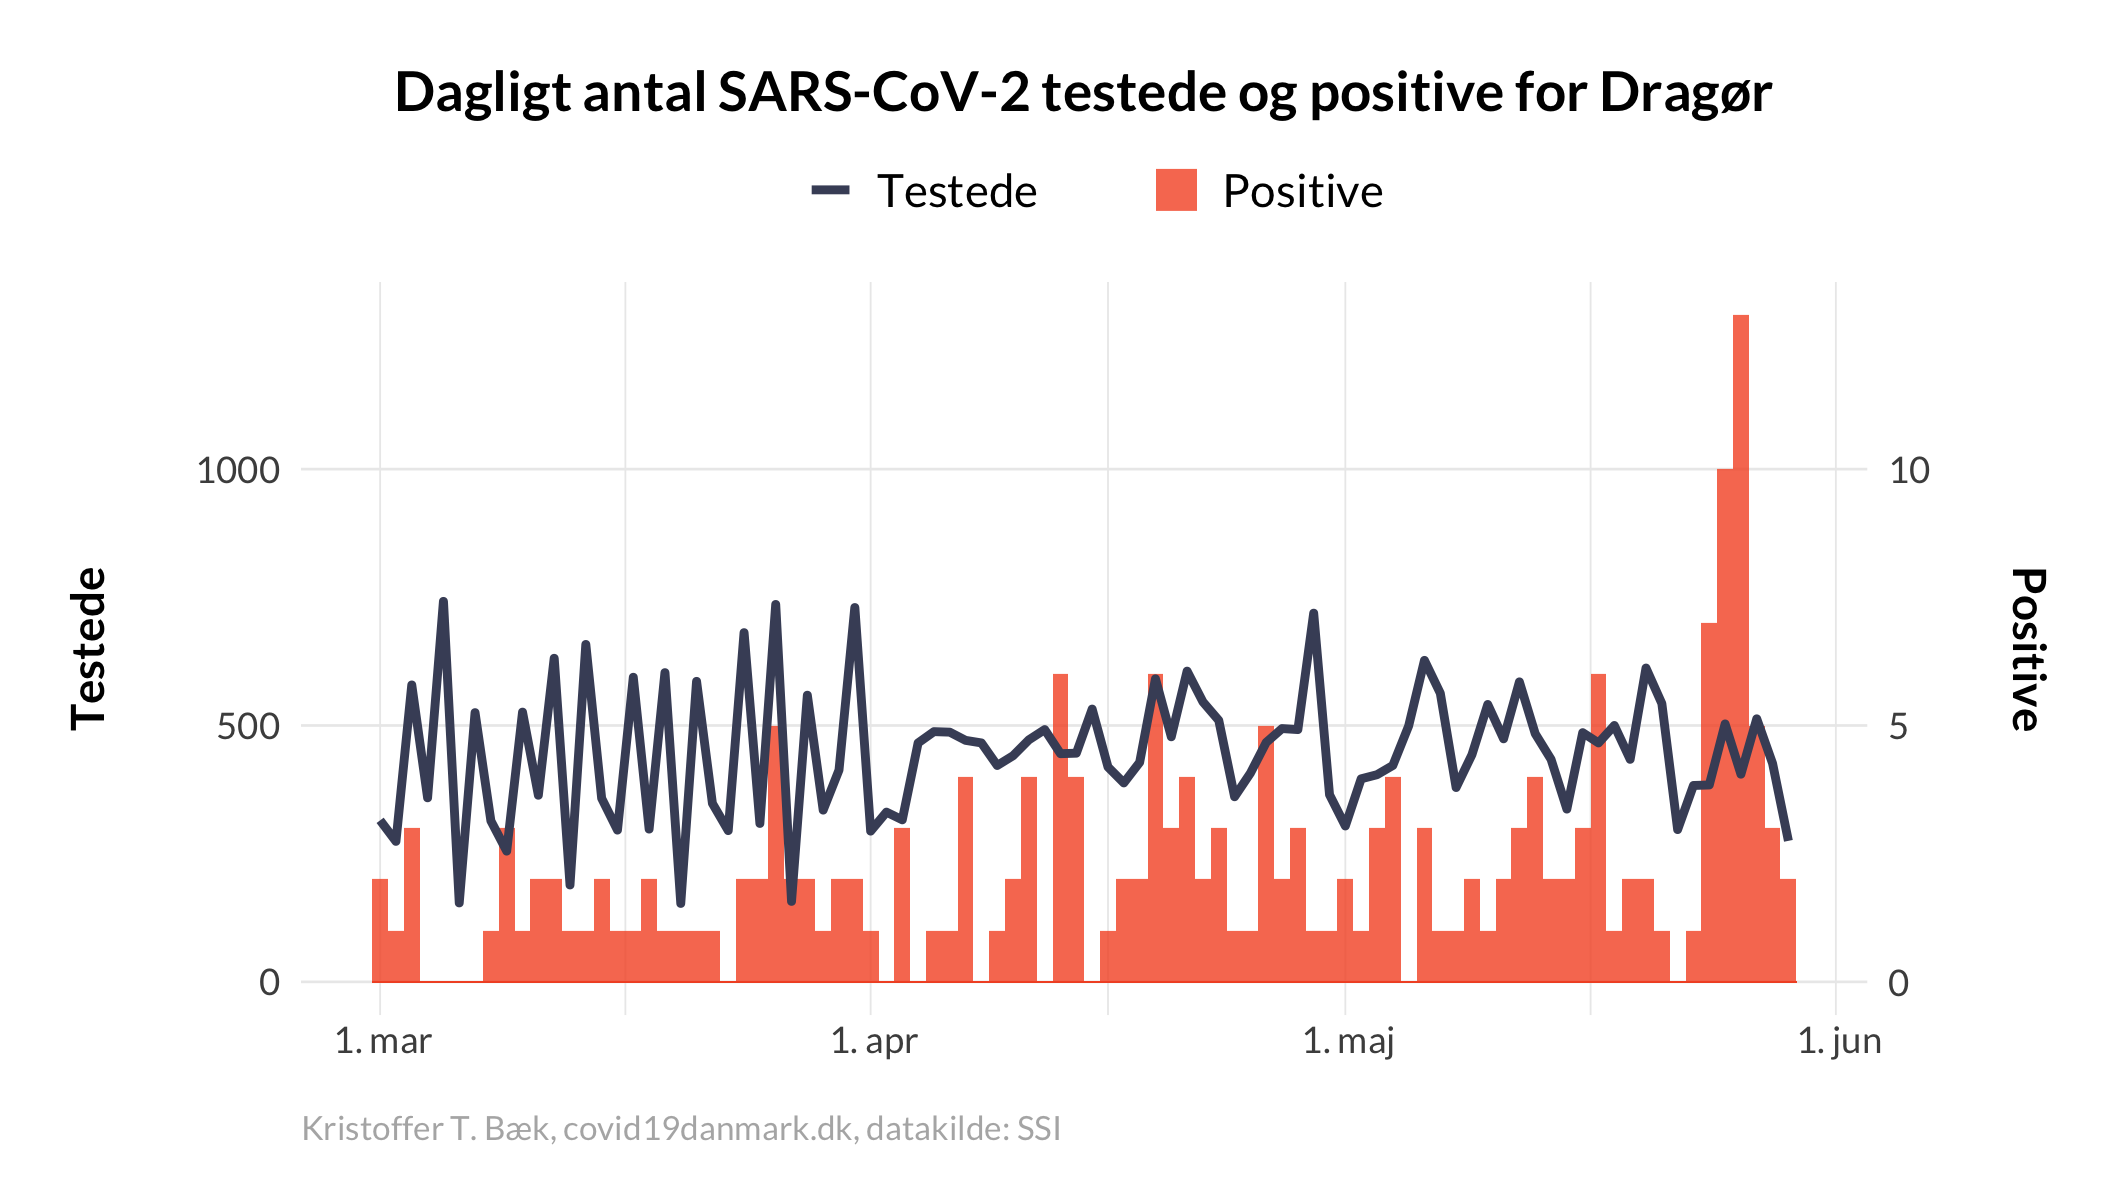 Dagligt antal SARS-CoV-2 testede og positive for Dragør
Testede
Positive
1000
500
0
10
5
0
Testede
Positive
1. mar
1. apr
1. maj
1. jun
Kristoffer T. Bæk, covid19danmark.dk, datakilde: SSI